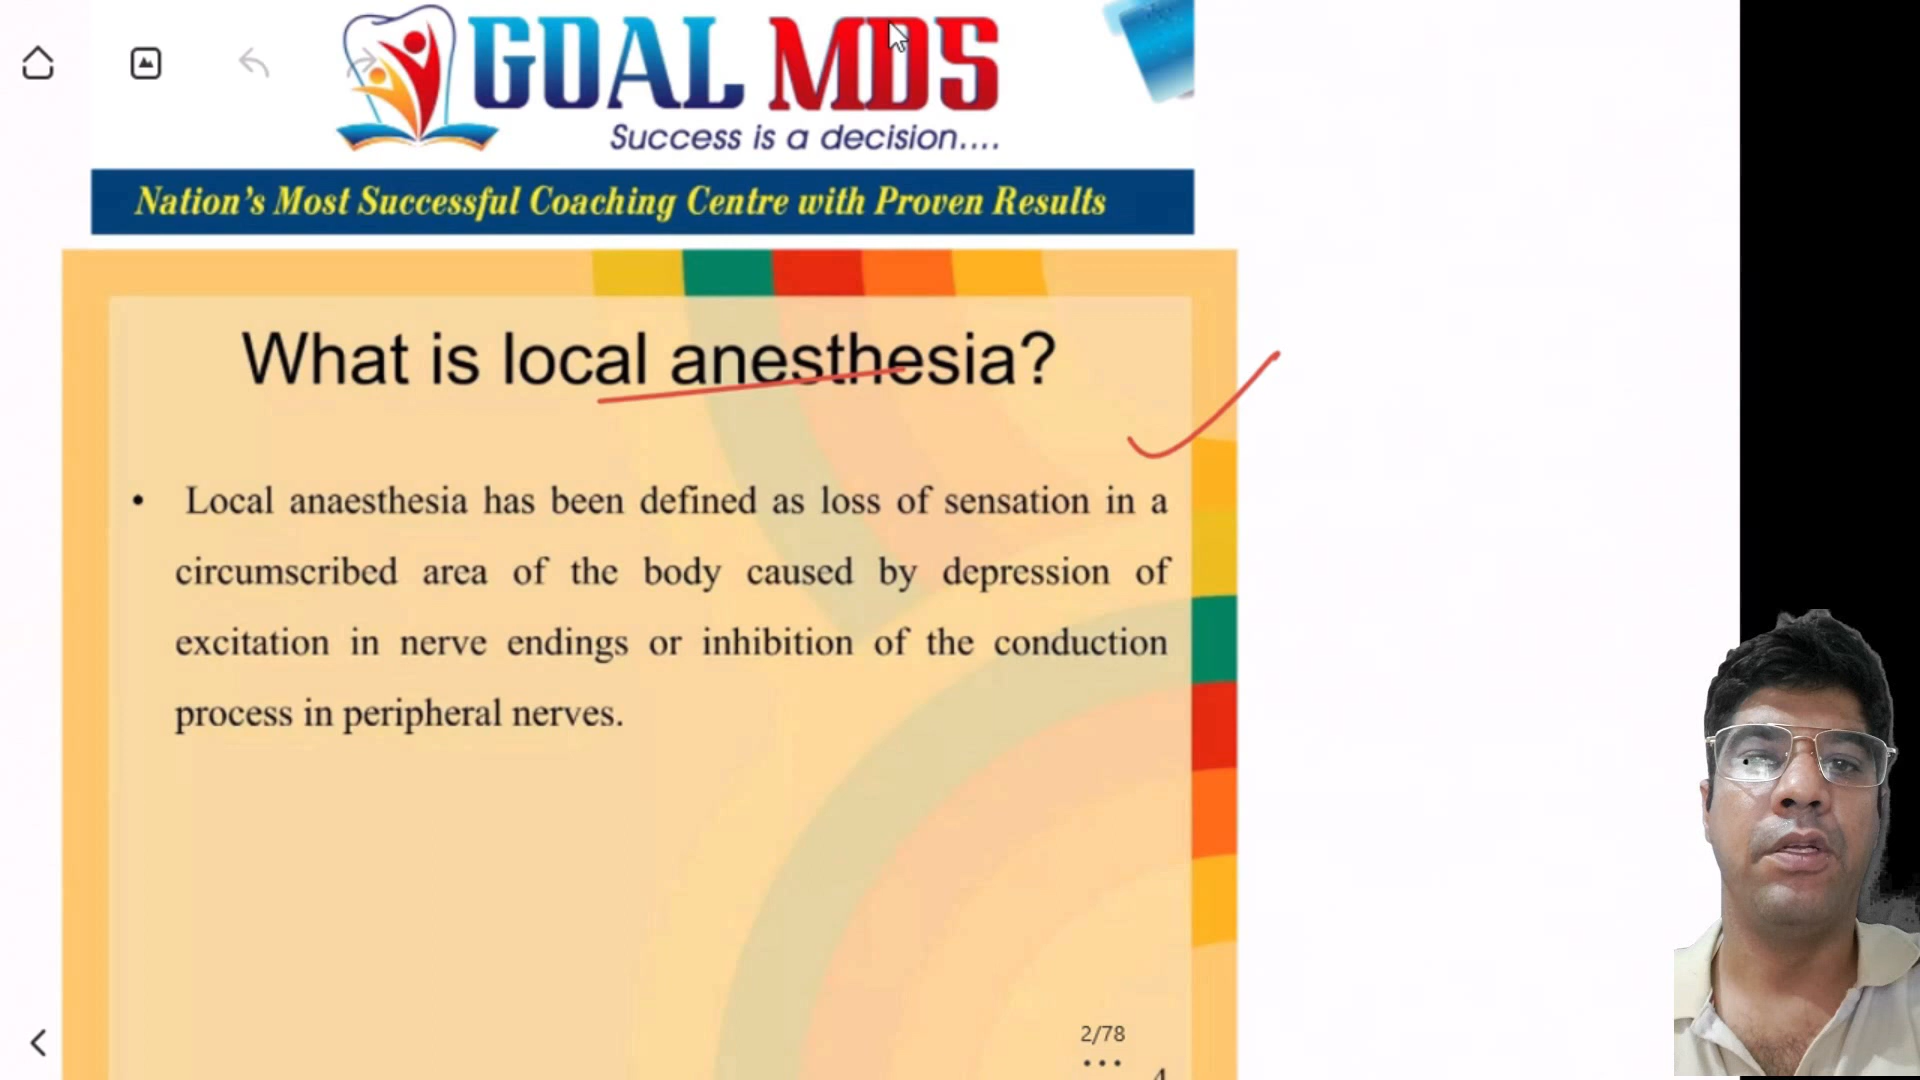 GOAL MDS
Success is a decision....
Nation's Most Successful Coaching Centre with Proven Results
What is local anesthesia?
• Local anaesthesia has been defined as loss of sensation in a
circumscribed area of the body caused by depression of
excitation in nerve endings or inhibition of the conduction
process in peripheral nerves.
2/78
4